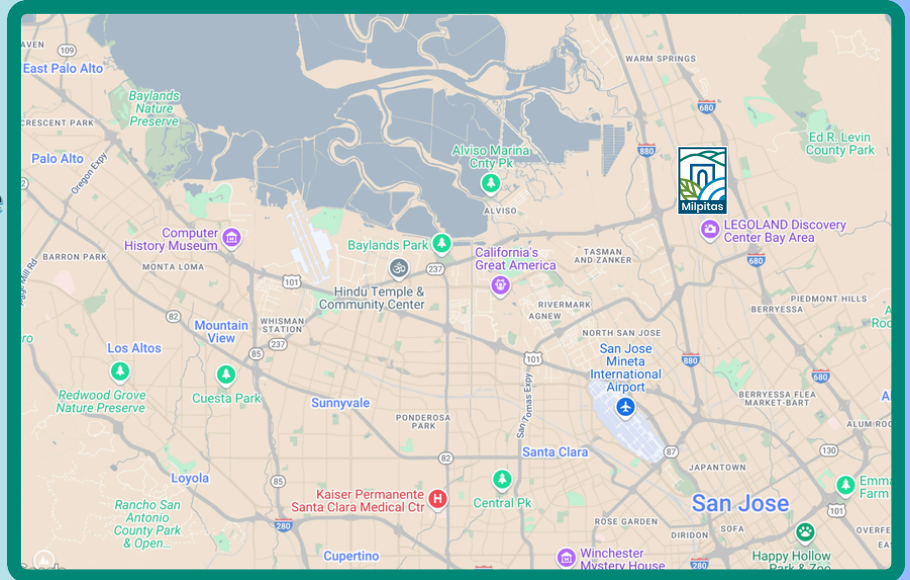 AVEN
109
East Palo Alto
WARM SPRINGS
680
Baylands
Nature
Preserve
CRESCENT PARK
Palo Alto
Oregon Expy
Alviso Marina
Cnty Pk
880
Ed R. Levin
County Park
Milpitas
ALVISO
LEGOLAND Discovery
Center Bay Area
Computer
History Museum
Baylands Park
California's
Great America
TASMAN
AND ZANKER
680
BARRON PARK
MONTA LOMA
237
101
Hindu Temple &
Community Center
RIVERMARK
AGNEW
PIEDMONT HILLS
BERRYESSA
82
WHISMAN
STATION
Mountain
View
237
85
NORTH SAN JOSE
Los Altos
San Jose
Mineta
International
Airport
101
880
680
Redwood Grove
Nature Preserve
Cuesta Park
Sunnyvale
San Tomas Expy
BERRYESSA FLEA
MARKET-BART
PONDEROSA
PARK
ALUM ROC
82
Santa Clara
87
130
JAPANTOWN
Loyola
85
Kaiser Permanente
Santa Clara Medical Ctr
Central Pk
San Jose
Emma
Farm
101
Rancho San
Antonio
County Park
& Open...
280
ROSE GARDEN
SOFA
DIRIDON
OVERFE
Cupertino
Winchester
Mystery House
280
Happy Hollow
Park & Zoo